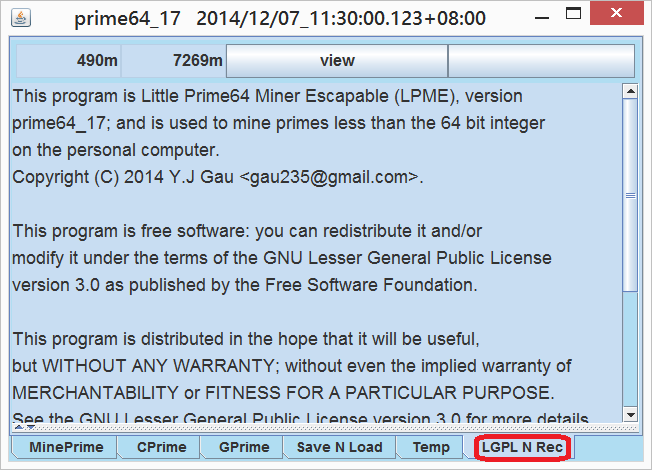 prime64_17 2014/12/07_11:30:00.123+08:00
490m 7269m view
This program is Little Prime64 Miner Escapable (LPME), version
prime64_17; and is used to mine primes less than the 64 bit integer
on the personal computer.
Copyright (C) 2014 Y.J Gau <gau235@gmail.com>.
This program is free software: you can redistribute it and/or
modify it under the terms of the GNU Lesser General Public License
version 3.0 as published by the Free Software Foundation.
This program is distributed in the hope that it will be useful,
but WITHOUT ANY WARRANTY; without even the implied warranty of
MERCHANTABILITY or FITNESS FOR A PARTICULAR PURPOSE.
See the GNU Lesser General Public License version 3.0 for more details
MinePrime CPrime GPrime Save N Load Temp LGPL N Rec